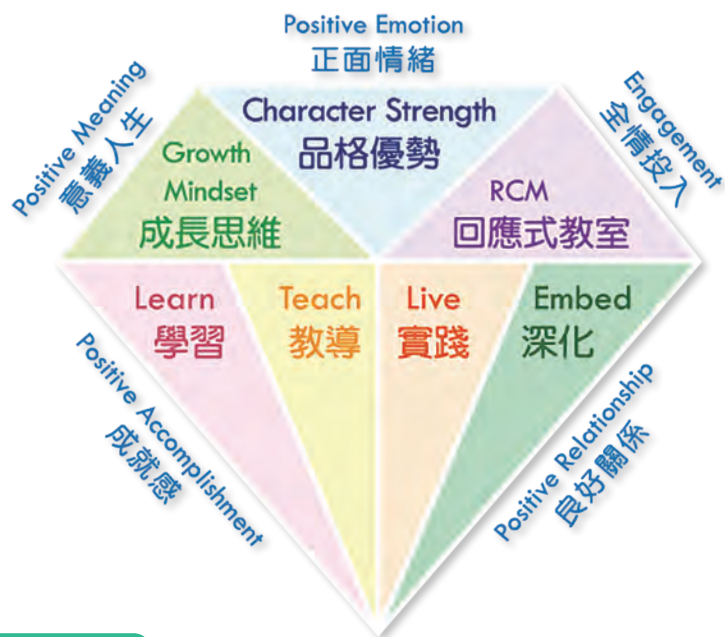 Positive Emotion
正面情緒
Positive Meaning
意義人生
Engagement
全情投入
Character Strength
品格優勢
Growth
Mindset
成長思維
RCM
回應式教室
Learn
學習
Teach
教導
Live
實踐
Embed
深化
Positive Accomplishment
成就感
Positive Relationship
良好關係